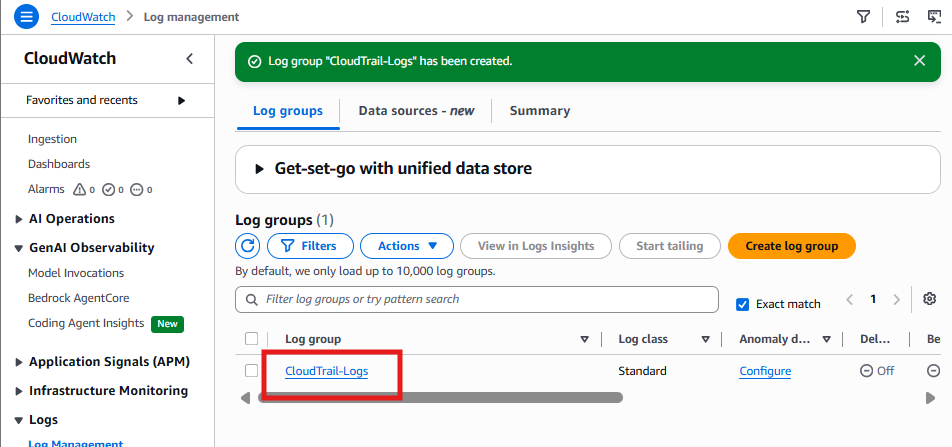 CloudWatch > Log management
CloudWatch
Favorites and recents
Ingestion
Dashboards
Alarms 0 0 0
AI Operations
GenAI Observability
Model Invocations
Bedrock AgentCore
Coding Agent Insights New
Application Signals (APM)
Infrastructure Monitoring
Logs
Log Management
Log group "CloudTrail-Logs" has been created.
Log groups Data sources - new Summary
Get-set-go with unified data store
Log groups (1)
Filters Actions View in Logs Insights Start tailing Create log group
By default, we only load up to 10,000 log groups.
Filter log groups or try pattern search Exact match 1
Log group Log class Anomaly d... Del... Be
CloudTrail-Logs Standard Configure Off